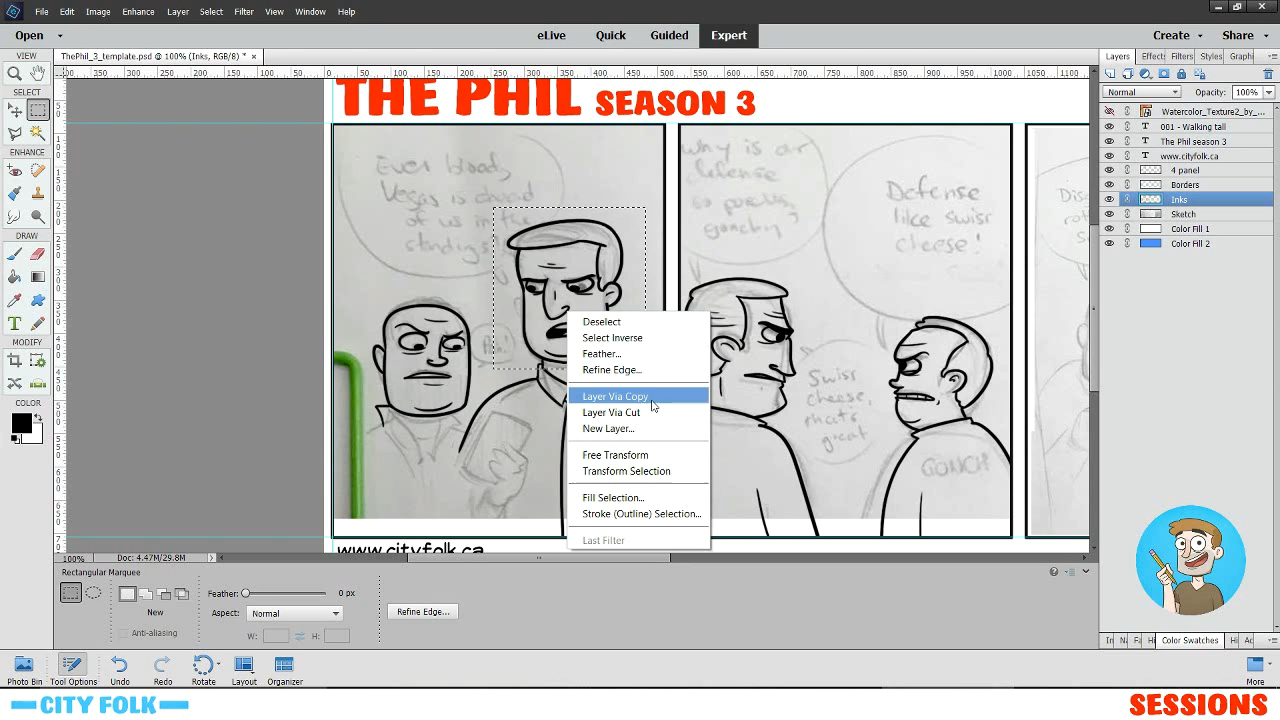 File Edit Image Enhance Layer Select Filter View Window Help
Open eLive Quick Guided Expert Create Share
ThePhil_3_template.psd @ 100% (Inks, RGB/8) * ×
VIEW
SELECT
ENHANCE
DRAW
MODIFY
COLOR
THE PHIL SEASON 3
Vegas is ahead
of us in the
standings
Why is our
defense
so
Defense
like swiss
cheese!
Swiss
cheese,
that's
great
GONCH
www.cityfolk.ca
Deselect
Select Inverse
Feather...
Refine Edge...
Layer Via Copy
Layer Via Cut
New Layer...
Free Transform
Transform Selection
Fill Selection...
Stroke (Outline) Selection...
Last Filter
Layers Effect Filters Styles Graph
Normal Opacity: 100%
Watercolor_Texture2_by_...
001 - Walking tall
The Phil season 3
www.cityfolk.ca
4 panel
Borders
Inks
Sketch
Color Fill 1
Color Fill 2
100% Doc: 4.47M/29.8M
Rectangular Marquee
New
Feather: 0 px
Aspect: Normal
Anti-aliasing
W: H:
Refine Edge...
Color Swatches
Photo Bin Tool Options Undo Redo Rotate Layout Organizer More
CITY FOLK
SESSIONS